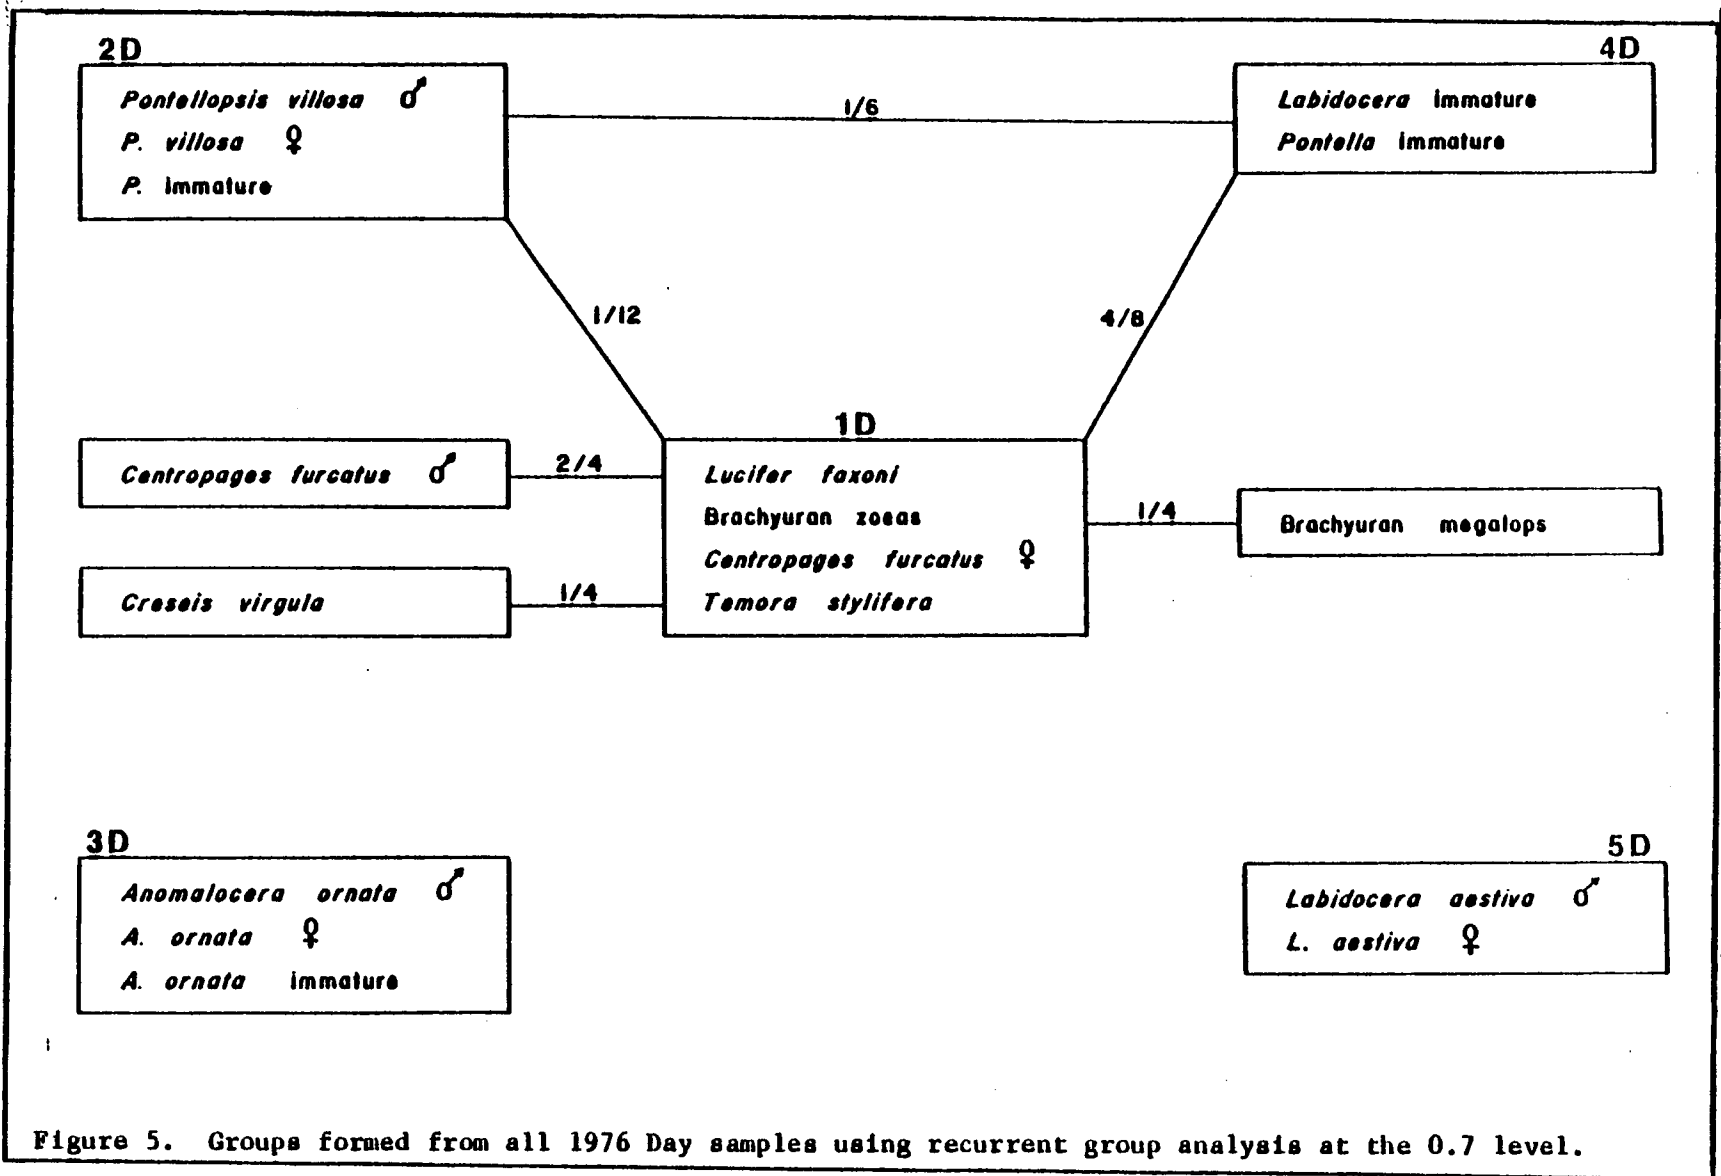 2D
Pontellopsis villosa ♂
P. villosa ♀
P. immature
1/6
4D
Labidocera immature
Pontella immature
1/12
4/8
Centropages furcatus ♂
2/4
Creseis virgula
1/4
1D
Lucifer faxoni
Brachyuran zoeas
Centropages furcatus ♀
Temora stylifera
1/4
Brachyuran megalops
3D
Anomalocera ornata ♂
A. ornata ♀
A. ornata immature
5D
Labidocera aestiva ♂
L. aestiva ♀
Figure 5. Groups formed from all 1976 Day samples using recurrent group analysis at the 0.7 level.